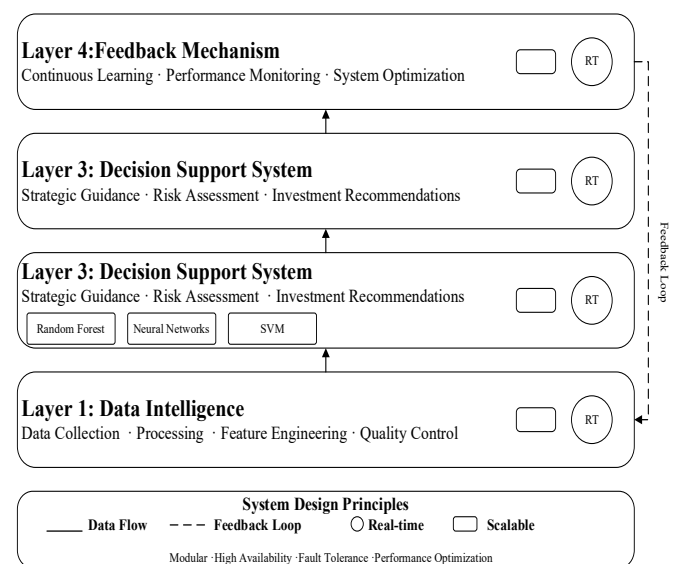 Layer 4:Feedback Mechanism
Continuous Learning · Performance Monitoring · System Optimization
RT
Layer 3: Decision Support System
Strategic Guidance · Risk Assessment · Investment Recommendations
RT
Layer 3: Decision Support System
Strategic Guidance · Risk Assessment · Investment Recommendations
RT
Random Forest
Neural Networks
SVM
Layer 1: Data Intelligence
Data Collection · Processing · Feature Engineering · Quality Control
RT
Feedback Loop
System Design Principles
Data Flow
Feedback Loop
Real-time
Scalable
Modular ·High Availability ·Fault Tolerance ·Performance Optimization